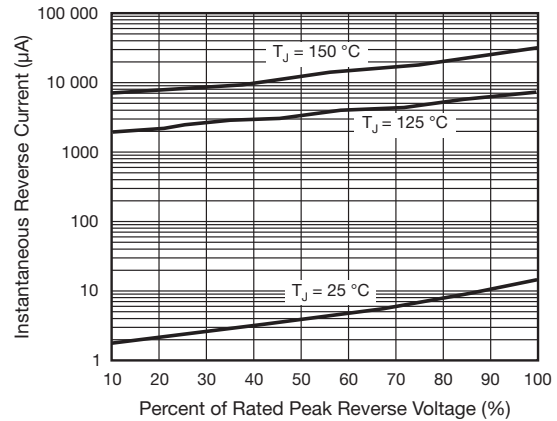 100 000
10 000
1000
100
10
1
Instantaneous Reverse Current (µA)
TJ = 150 °C
TJ = 125 °C
TJ = 25 °C
10 20 30 40 50 60 70 80 90 100
Percent of Rated Peak Reverse Voltage (%)